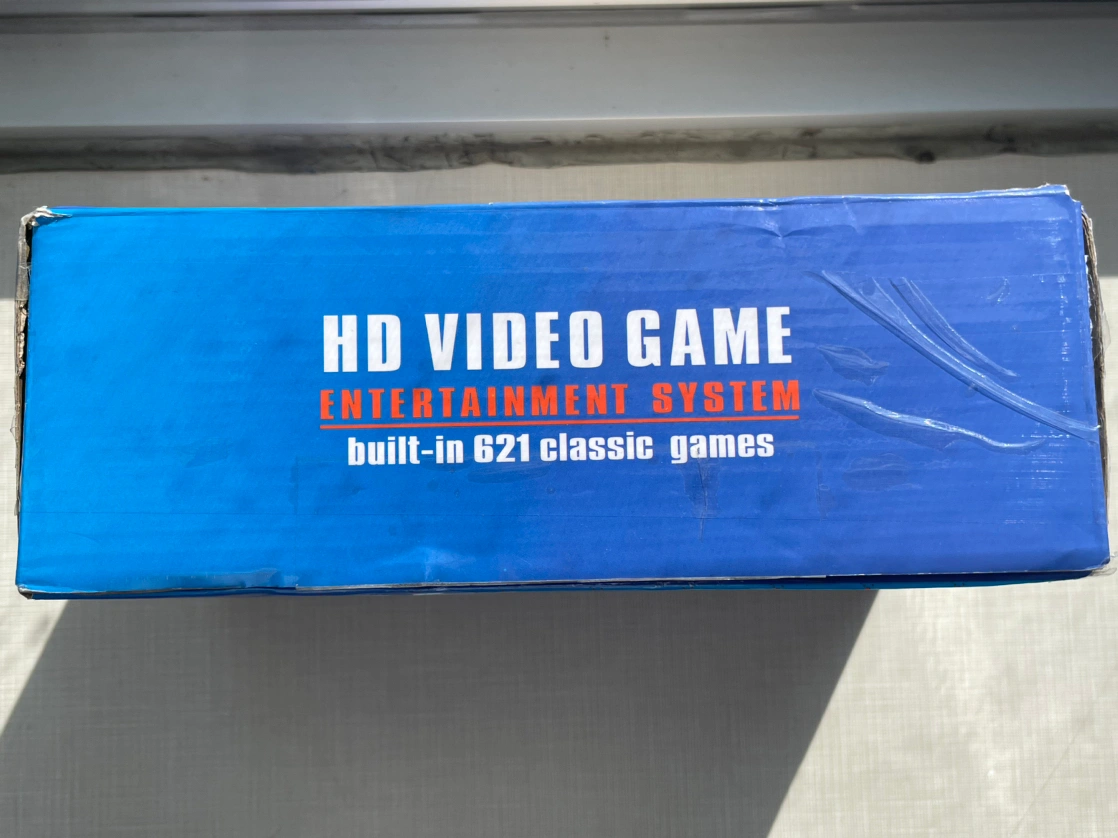 HD VIDEO GAME
ENTERTAINMENT SYSTEM
built-in 621 classic games